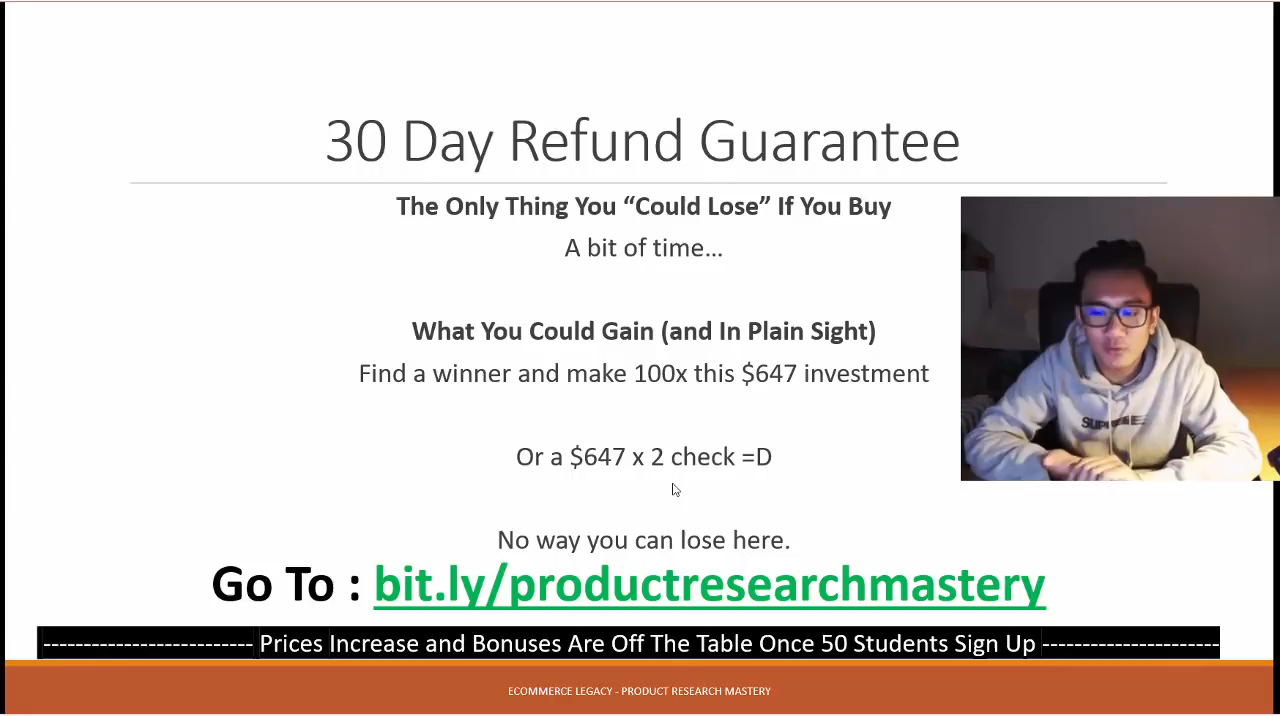 30 Day Refund Guarantee
The Only Thing You “Could Lose” If You Buy
A bit of time…
What You Could Gain (and In Plain Sight)
Find a winner and make 100x this $647 investment
Or a $647 x 2 check =D
No way you can lose here.
Go To : bit.ly/productresearchmastery
-------------------------- Prices Increase and Bonuses Are Off The Table Once 50 Students Sign Up ----------------------
ECOMMERCE LEGACY - PRODUCT RESEARCH MASTERY